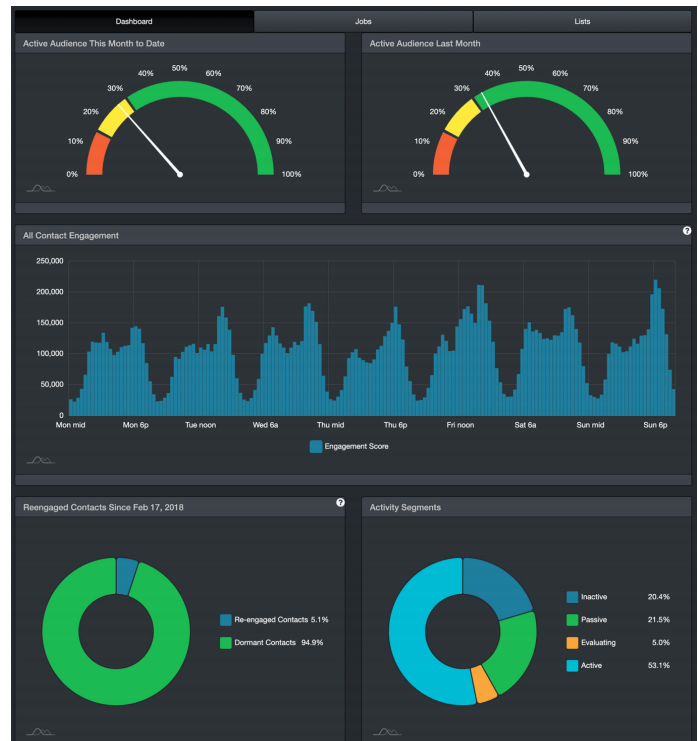 Dashboard
Jobs
Lists
Active Audience This Month to Date
0%
10%
20%
30%
40%
50%
60%
70%
80%
90%
100%
Active Audience Last Month
0%
10%
20%
30%
40%
50%
60%
70%
80%
90%
100%
All Contact Engagement
?
250,000
200,000
150,000
100,000
50,000
0
Mon mid Mon 6p Tue noon Wed 6a Thu mid Thu 6p Fri noon Sat 6a Sun mid Sun 6p
Engagement Score
Reengaged Contacts Since Feb 17, 2018
?
Re-engaged Contacts 5.1%
Dormant Contacts 94.9%
Activity Segments
Inactive 20.4%
Passive 21.5%
Evaluating 5.0%
Active 53.1%